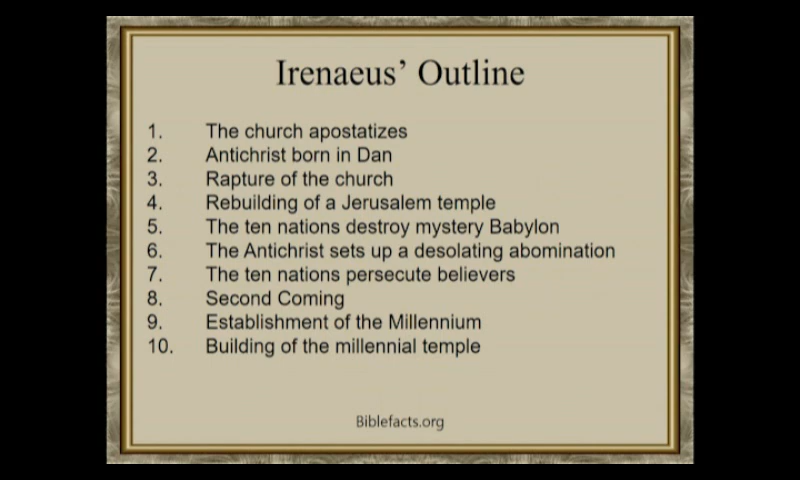 Irenaeus’ Outline
1. The church apostatizes
2. Antichrist born in Dan
3. Rapture of the church
4. Rebuilding of a Jerusalem temple
5. The ten nations destroy mystery Babylon
6. The Antichrist sets up a desolating abomination
7. The ten nations persecute believers
8. Second Coming
9. Establishment of the Millennium
10. Building of the millennial temple
Biblefacts.org